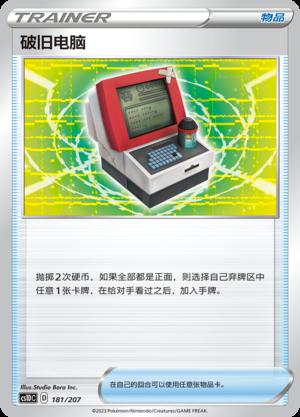 TRAINER 物品
破旧电脑
抛掷2次硬币,如果全部都是正面,则选择自己弃牌区中
任意1张卡牌,在给对手看过之后,加入手牌。
Illus.Studio Bora Inc.
CS1DC D 181/207
在自己的回合可以使用任意张物品卡。
©2023 Pokémon/Nintendo/Creatures/GAME FREAK.